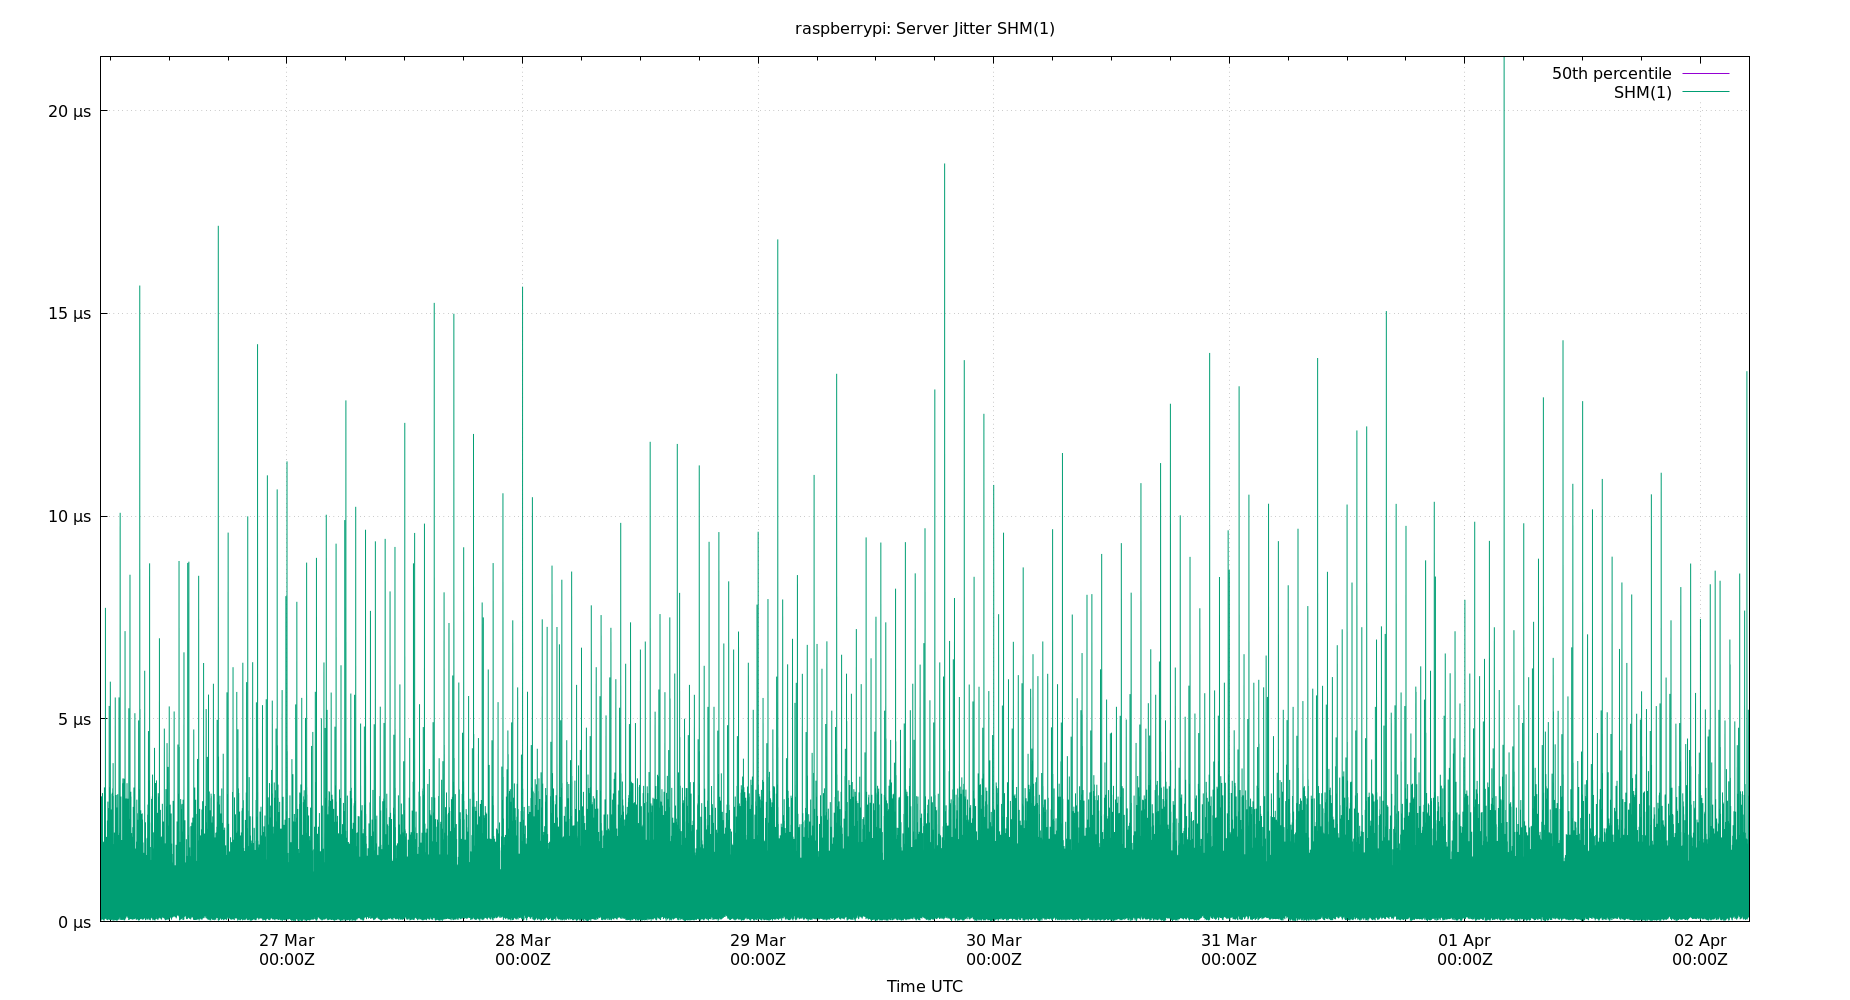 raspberrypi: Server Jitter SHM(1)
50th percentile
SHM(1)
20 µs
15 µs
10 µs
5 µs
0 µs
27 Mar 28 Mar 29 Mar 30 Mar 31 Mar 01 Apr 02 Apr
00:00Z 00:00Z 00:00Z 00:00Z 00:00Z 00:00Z 00:00Z
Time UTC